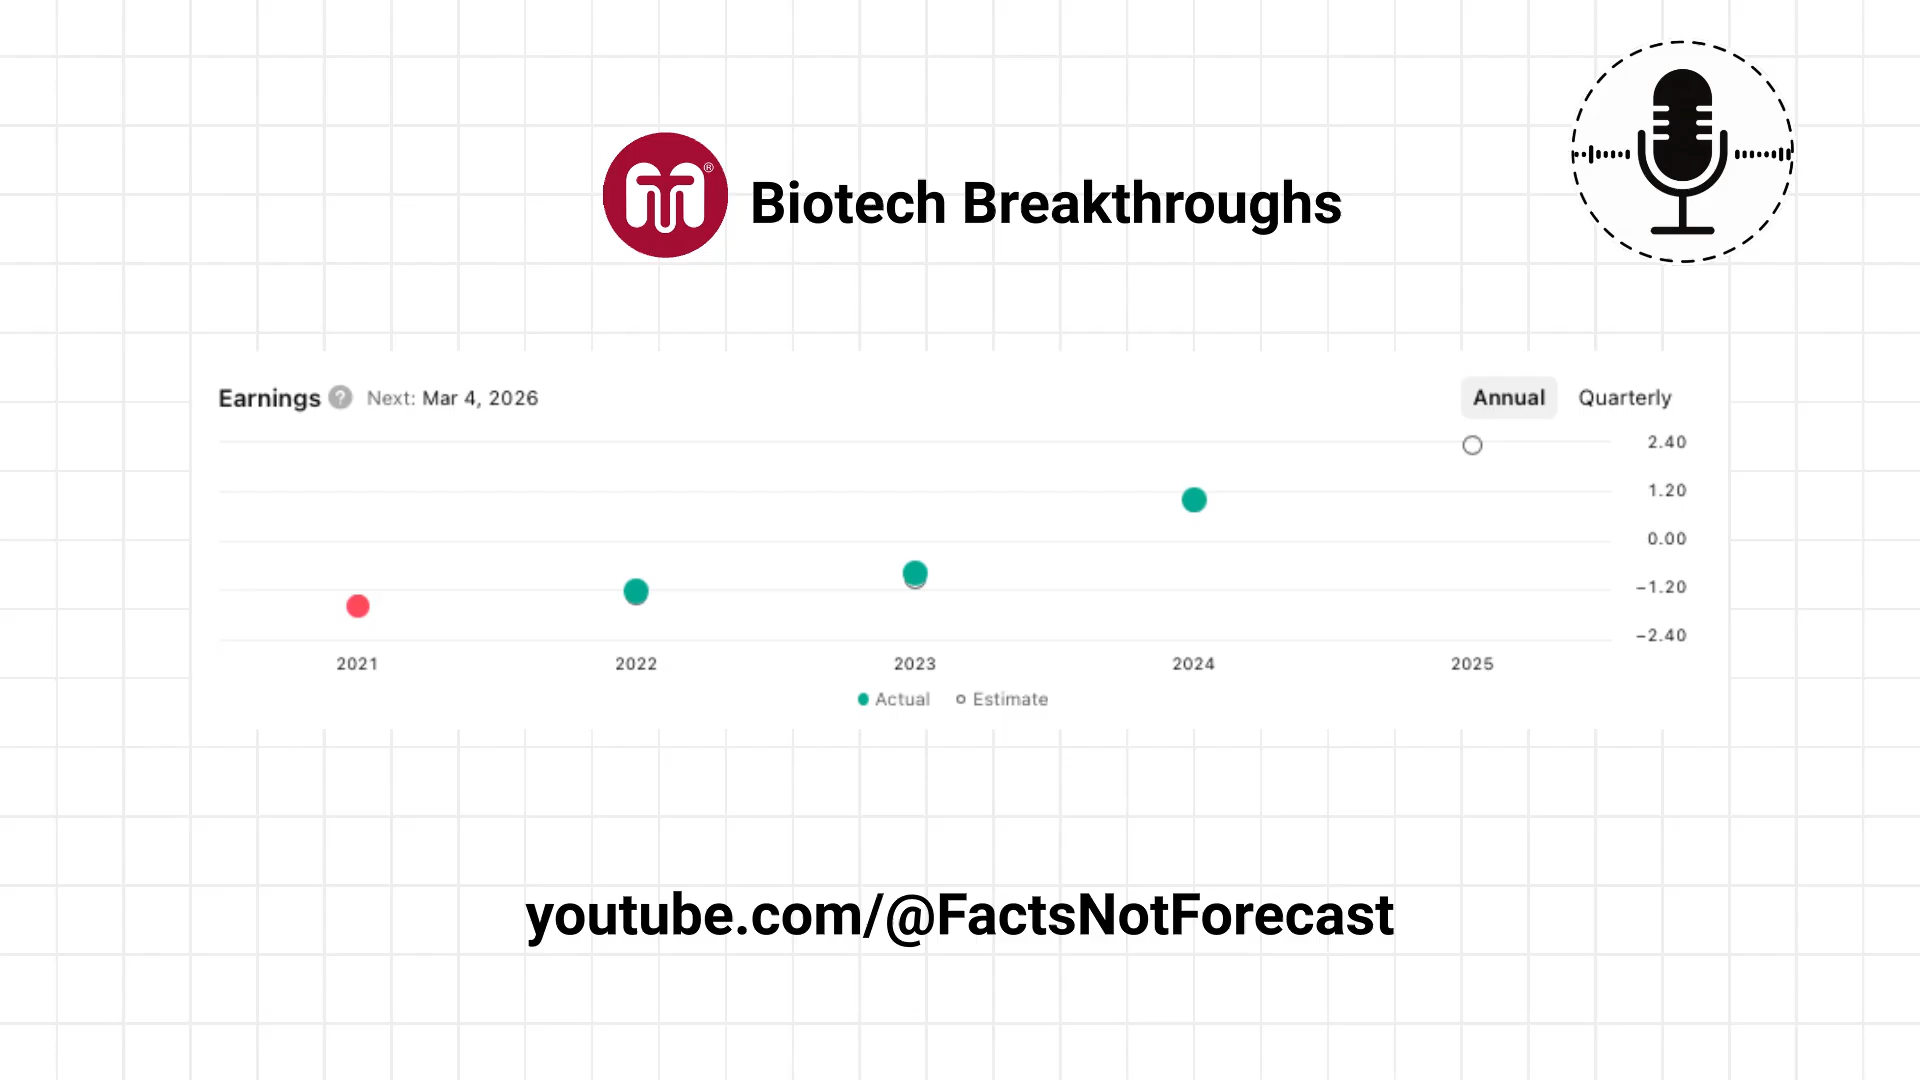 Biotech Breakthroughs
Earnings ? Next: Mar 4, 2026
Annual Quarterly
2.40
1.20
0.00
−1.20
−2.40
2021 2022 2023 2024 2025
Actual Estimate
youtube.com/@FactsNotForecast